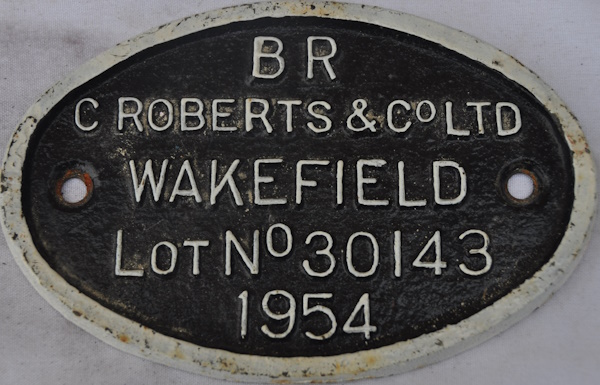 BR
C ROBERTS & Cº LTD
WAKEFIELD
LOT Nº 30143
1954